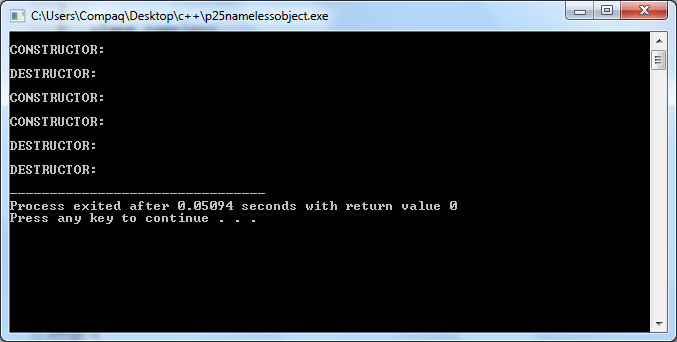 C:\Users\Compaq\Desktop\c++\p25namelessobject.exe
CONSTRUCTOR:
DESTRUCTOR:
CONSTRUCTOR:
CONSTRUCTOR:
DESTRUCTOR:
DESTRUCTOR:
--------------------------------
Process exited after 0.05094 seconds with return value 0
Press any key to continue . . .